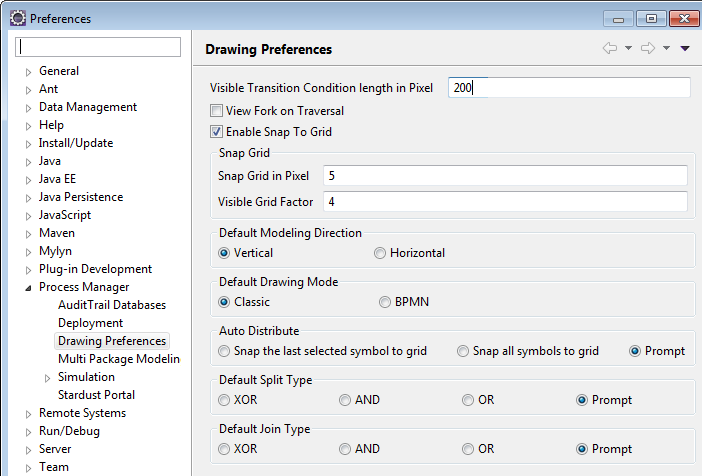 Preferences
General
Ant
Data Management
Help
Install/Update
Java
Java EE
Java Persistence
JavaScript
Maven
Mylyn
Plug-in Development
Process Manager
AuditTrail Databases
Deployment
Drawing Preferences
Multi Package Modelin
Simulation
Stardust Portal
Remote Systems
Run/Debug
Server
Team
Drawing Preferences
Visible Transition Condition length in Pixel 200
View Fork on Traversal
Enable Snap To Grid
Snap Grid
Snap Grid in Pixel 5
Visible Grid Factor 4
Default Modeling Direction
Vertical Horizontal
Default Drawing Mode
Classic BPMN
Auto Distribute
Snap the last selected symbol to grid Snap all symbols to grid Prompt
Default Split Type
XOR AND OR Prompt
Default Join Type
XOR AND OR Prompt